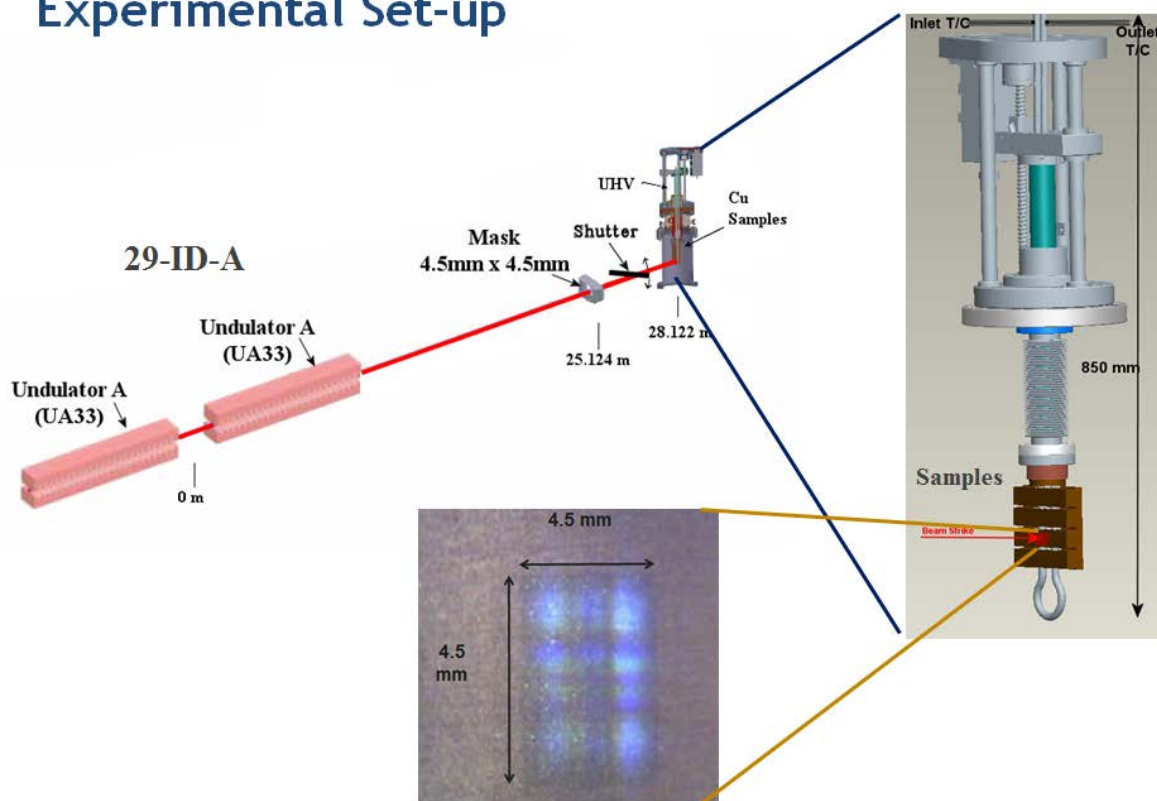 Experimental Set-up
Inlet T/C
Outlet
T/C
UHV
Cu
Samples
Shutter
Mask
4.5mm x 4.5mm
29-ID-A
28.122 m
25.124 m
Undulator A
(UA33)
Undulator A
(UA33)
0 m
850 mm
Samples
Beam Strike
4.5 mm
4.5
mm